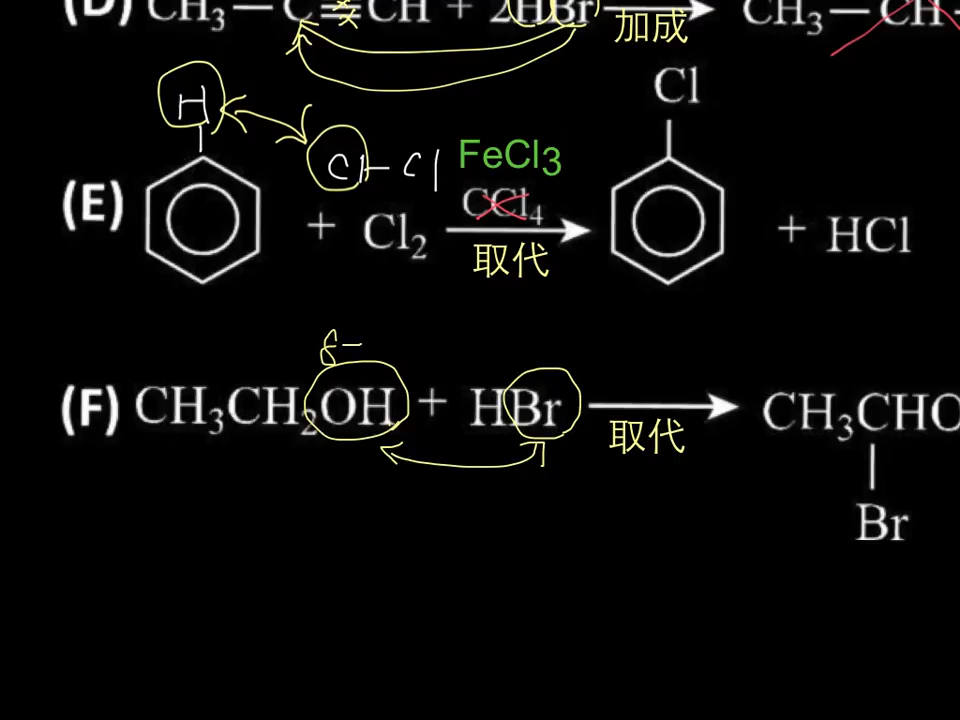 (D) CH₃—C≡CH + 2HBr 加成 CH₃—CH
H Cl
Cl—Cl FeCl3
(E) + Cl₂ CCl₄ 取代 + HCl
δ−
(F) CH₃CH₂OH + HBr 取代 CH₃CHO
Br